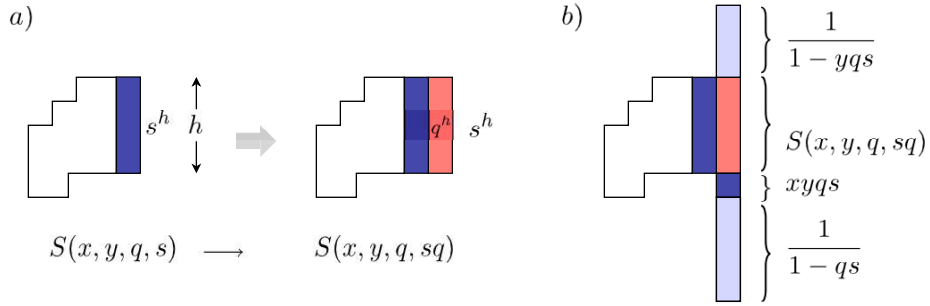 a)
s^h
h
q^h
s^h
S(x, y, q, s) ⟶ S(x, y, q, sq)
b)
1
1 − yqs
S(x, y, q, sq)
xyqs
1
1 − qs